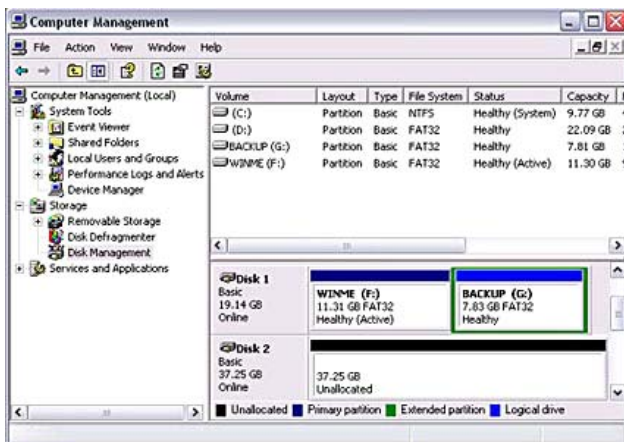 Computer Management
File Action View Window Help
Computer Management (Local)
System Tools
Event Viewer
Shared Folders
Local Users and Groups
Performance Logs and Alerts
Device Manager
Storage
Removable Storage
Disk Defragmenter
Disk Management
Services and Applications
Volume Layout Type File System Status Capacity
(C:) Partition Basic NTFS Healthy (System) 9.77 GB
(D:) Partition Basic FAT32 Healthy 22.09 GB
BACKUP (G:) Partition Basic FAT32 Healthy 7.81 GB
WINME (F:) Partition Basic FAT32 Healthy (Active) 11.30 GB
Disk 1
Basic
19.14 GB
Online
WINME (F:)
11.31 GB FAT32
Healthy (Active)
BACKUP (G:)
7.83 GB FAT32
Healthy
Disk 2
Basic
37.25 GB
Online
37.25 GB
Unallocated
Unallocated Primary partition Extended partition Logical drive